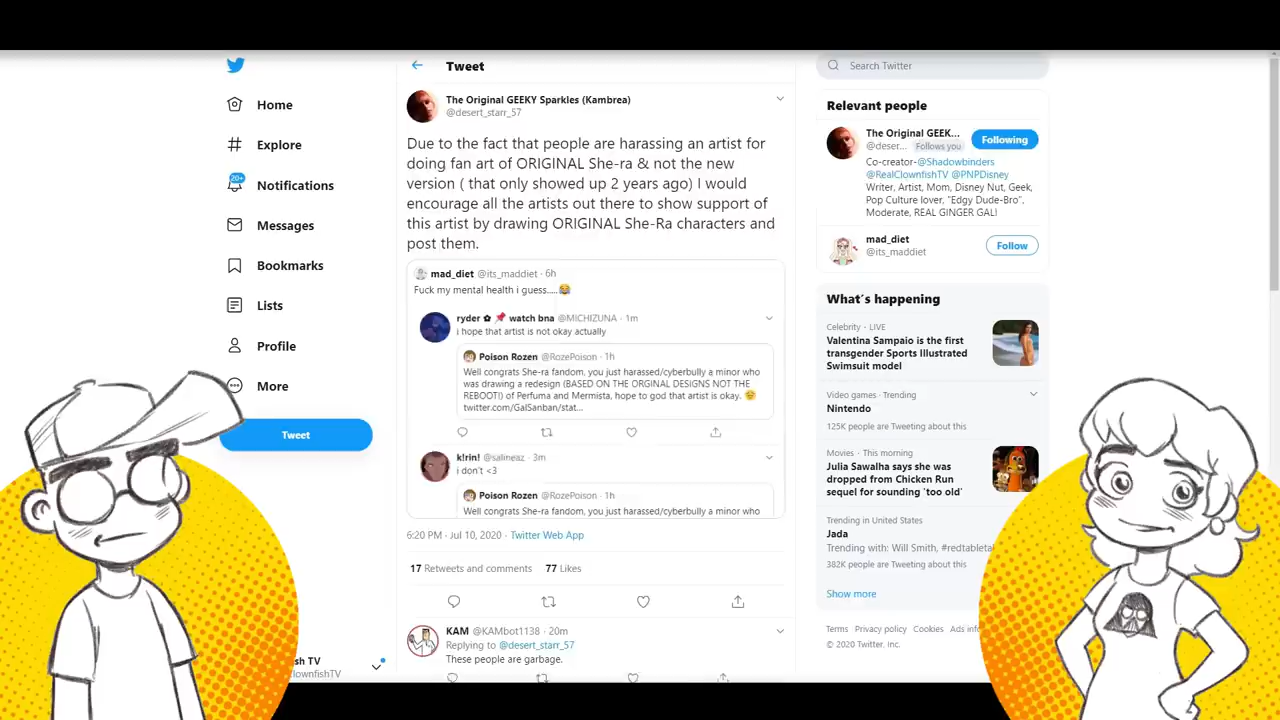 Home
Explore
20+
Notifications
Messages
Bookmarks
Lists
Profile
More
Tweet
sh TV
lownfishTV
Tweet
The Original GEEKY Sparkles (Kambrea)
@desert_starr_57
Due to the fact that people are harassing an artist for
doing fan art of ORIGINAL She-ra & not the new
version ( that only showed up 2 years ago) I would
encourage all the artists out there to show support of
this artist by drawing ORIGINAL She-Ra characters and
post them.
mad_diet @its_maddiet · 6h
Fuck my mental health i guess.....😂
ryder ✿ 📌 watch bna @MICHIZUNA · 1m
i hope that artist is not okay actually
Poison Rozen @RozePoison · 1h
Well congrats She-ra fandom, you just harassed/cyberbully a minor who
was drawing a redesign (BASED ON THE ORGINAL DESIGNS NOT THE
REBOOT!) of Perfuma and Mermista, hope to god that artist is okay.
twitter.com/GalSanban/stat...
k!rin! @salineaz · 3m
i don't <3
Poison Rozen @RozePoison · 1h
Well congrats She-ra fandom, you just harassed/cyberbully a minor who
6:20 PM · Jul 10, 2020 · Twitter Web App
17 Retweets and comments 77 Likes
KAM @KAMbot1138 · 20m
Replying to @desert_starr_57
These people are garbage.
Search Twitter
Relevant people
The Original GEEK...
@deser... Follows you
Following
Co-creator-@Shadowbinders
@RealClownfishTV @PNPDisney
Writer, Artist, Mom, Disney Nut, Geek,
Pop Culture lover, "Edgy Dude-Bro",
Moderate, REAL GINGER GAL!
mad_diet
@its_maddiet
Follow
What's happening
Celebrity · LIVE
Valentina Sampaio is the first
transgender Sports Illustrated
Swimsuit model
Video games · Trending
Nintendo
125K people are Tweeting about this
Movies · This morning
Julia Sawalha says she was
dropped from Chicken Run
sequel for sounding 'too old'
Trending in United States
Jada
Trending with: Will Smith, #redtableta
382K people are Tweeting about this
Show more
Terms Privacy policy Cookies Ads info
© 2020 Twitter, Inc.